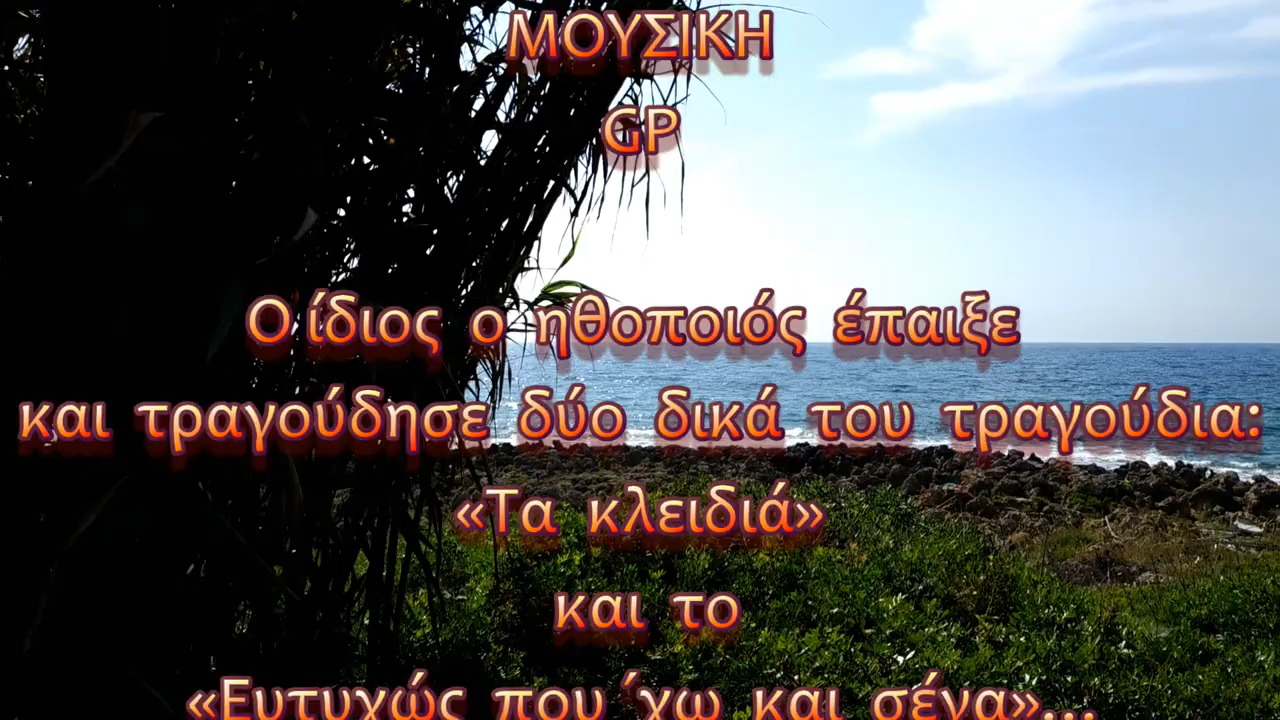 ΜΟΥΣΙΚΗ
GP
Ο ίδιος ο ηθοποιός έπαιξε
και τραγούδησε δύο δικά του τραγούδια:
«Τα κλειδιά»
και το
«Ευτυχώς που ΄χω και σένα»...